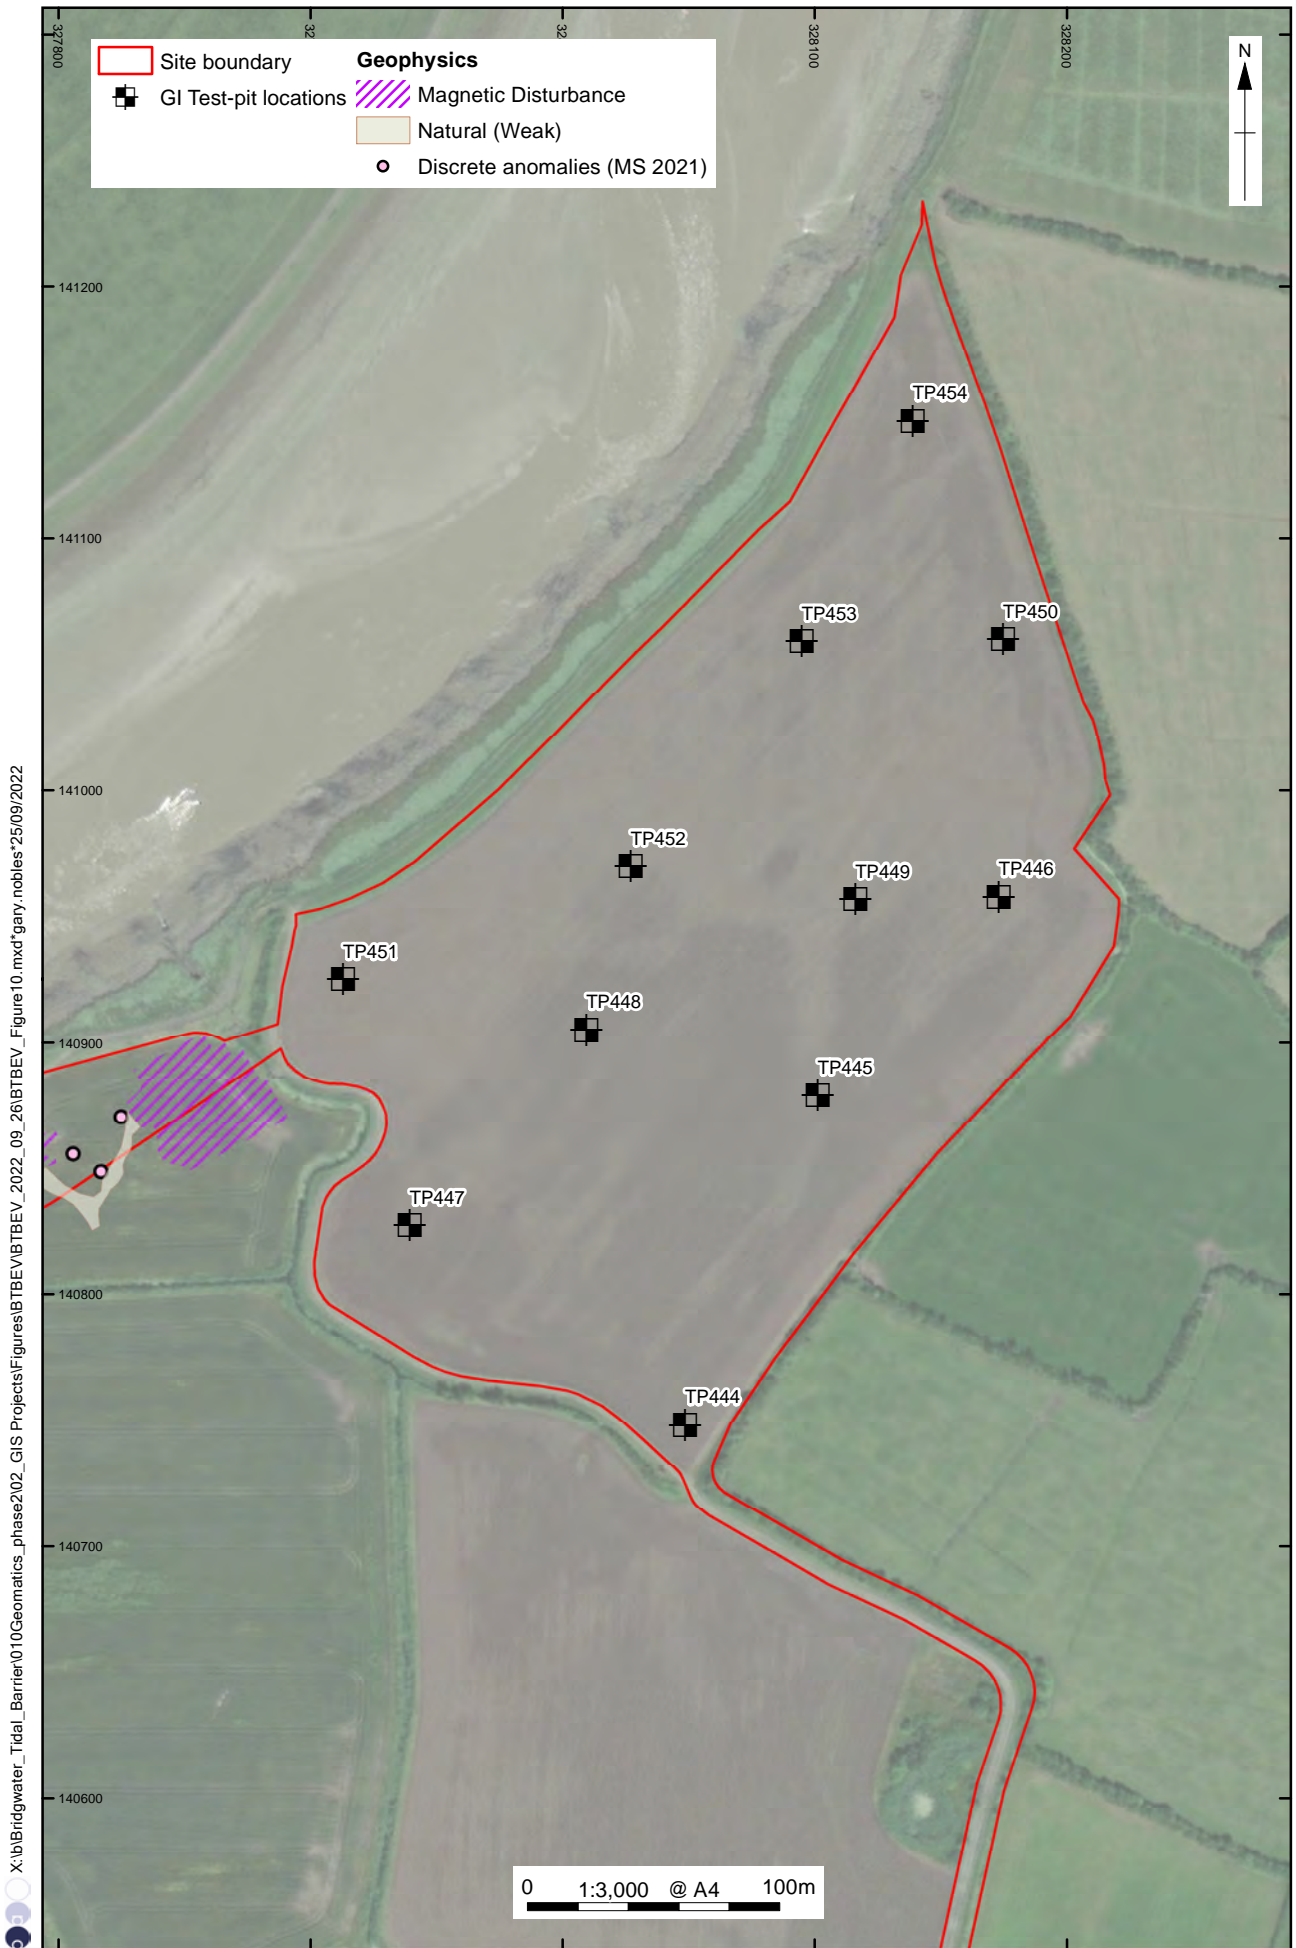 327800
32
32
328100
328200
Site boundary
GI Test-pit locations
Geophysics
Magnetic Disturbance
Natural (Weak)
Discrete anomalies (MS 2021)
N
141200
TP454
141100
TP453
TP450
141000
TP452
TP449
TP446
TP451
TP448
140900
TP445
TP447
140800
TP444
140700
140600
0 1:3,000 @ A4 100m
X:\b\Bridgwater_Tidal_Barrier\010Geomatics_phase2\02_GIS Projects\Figures\BTBEV\BTBEV_2022_09_26\BTBEV_Figure10.mxd*gary.nobles*25/09/2022